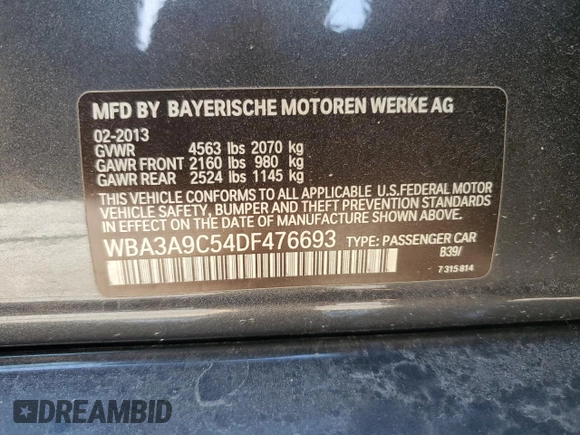 MFD BY BAYERISCHE MOTOREN WERKE AG
02-2013
GVWR 4563 lbs 2070 kg
GAWR FRONT 2160 lbs 980 kg
GAWR REAR 2524 lbs 1145 kg
THIS VEHICLE CONFORMS TO ALL APPLICABLE U.S.FEDERAL MOTOR
VEHICLE SAFETY, BUMPER AND THEFT PREVENTION STANDARDS
IN EFFECT ON THE DATE OF MANUFACTURE SHOWN ABOVE.
WBA3A9C54DF476693 TYPE: PASSENGER CAR
B39/
7 315 814
DREAMBID